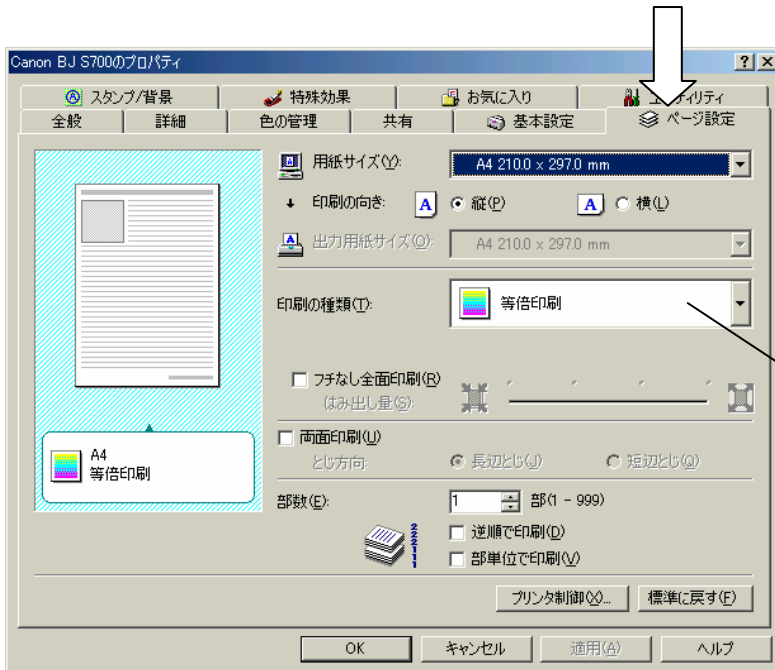 Canon BJ S700のプロパティ
スタンプ/背景 特殊効果 お気に入り
全般 詳細 色の管理 共有 基本設定 ページ設定
用紙サイズ(Y): A4 210.0 x 297.0 mm
印刷の向き: A 縦(P) A 横(L)
出力用紙サイズ(O): A4 210.0 x 297.0 mm
印刷の種類(T): 等倍印刷
フチなし全面印刷(R)
はみ出し量(S):
A4
等倍印刷
両面印刷(U)
とじ方向: 長辺とじ(J) 短辺とじ(Q)
部数(E): 1 部(1 - 999)
逆順で印刷(D)
部単位で印刷(V)
プリンタ制御(X)... 標準に戻す(F)
OK キャンセル 適用(A) ヘルプ